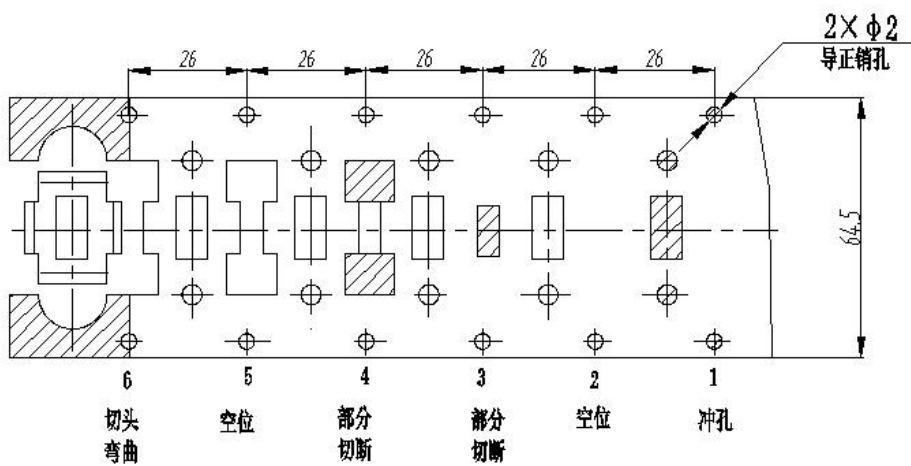 2×φ2
导正销孔
26 26 26 26 26
64.5
6 5 4 3 2 1
切头 空位 部分 部分 空位 冲孔
弯曲 切断 切断